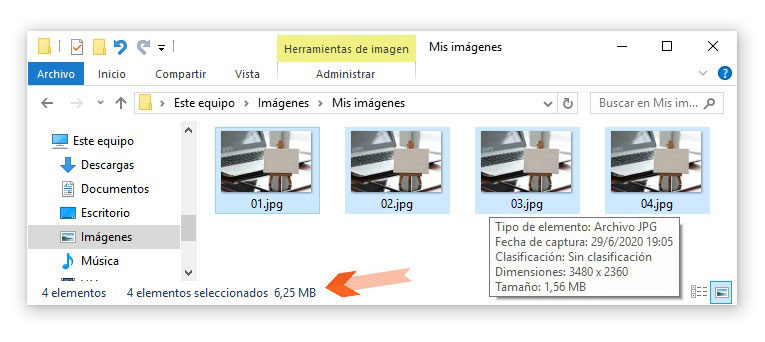 Herramientas de imagen
Mis imágenes
Archivo
Inicio
Compartir
Vista
Administrar
Este equipo
Imágenes
Mis imágenes
Buscar en Mis im...
Este equipo
Descargas
Documentos
Escritorio
Imágenes
Música
01.jpg
02.jpg
03.jpg
04.jpg
Tipo de elemento: Archivo JPG
Fecha de captura: 29/6/2020 19:05
Clasificación: Sin clasificación
Dimensiones: 3480 x 2360
Tamaño: 1,56 MB
4 elementos
4 elementos seleccionados 6,25 MB